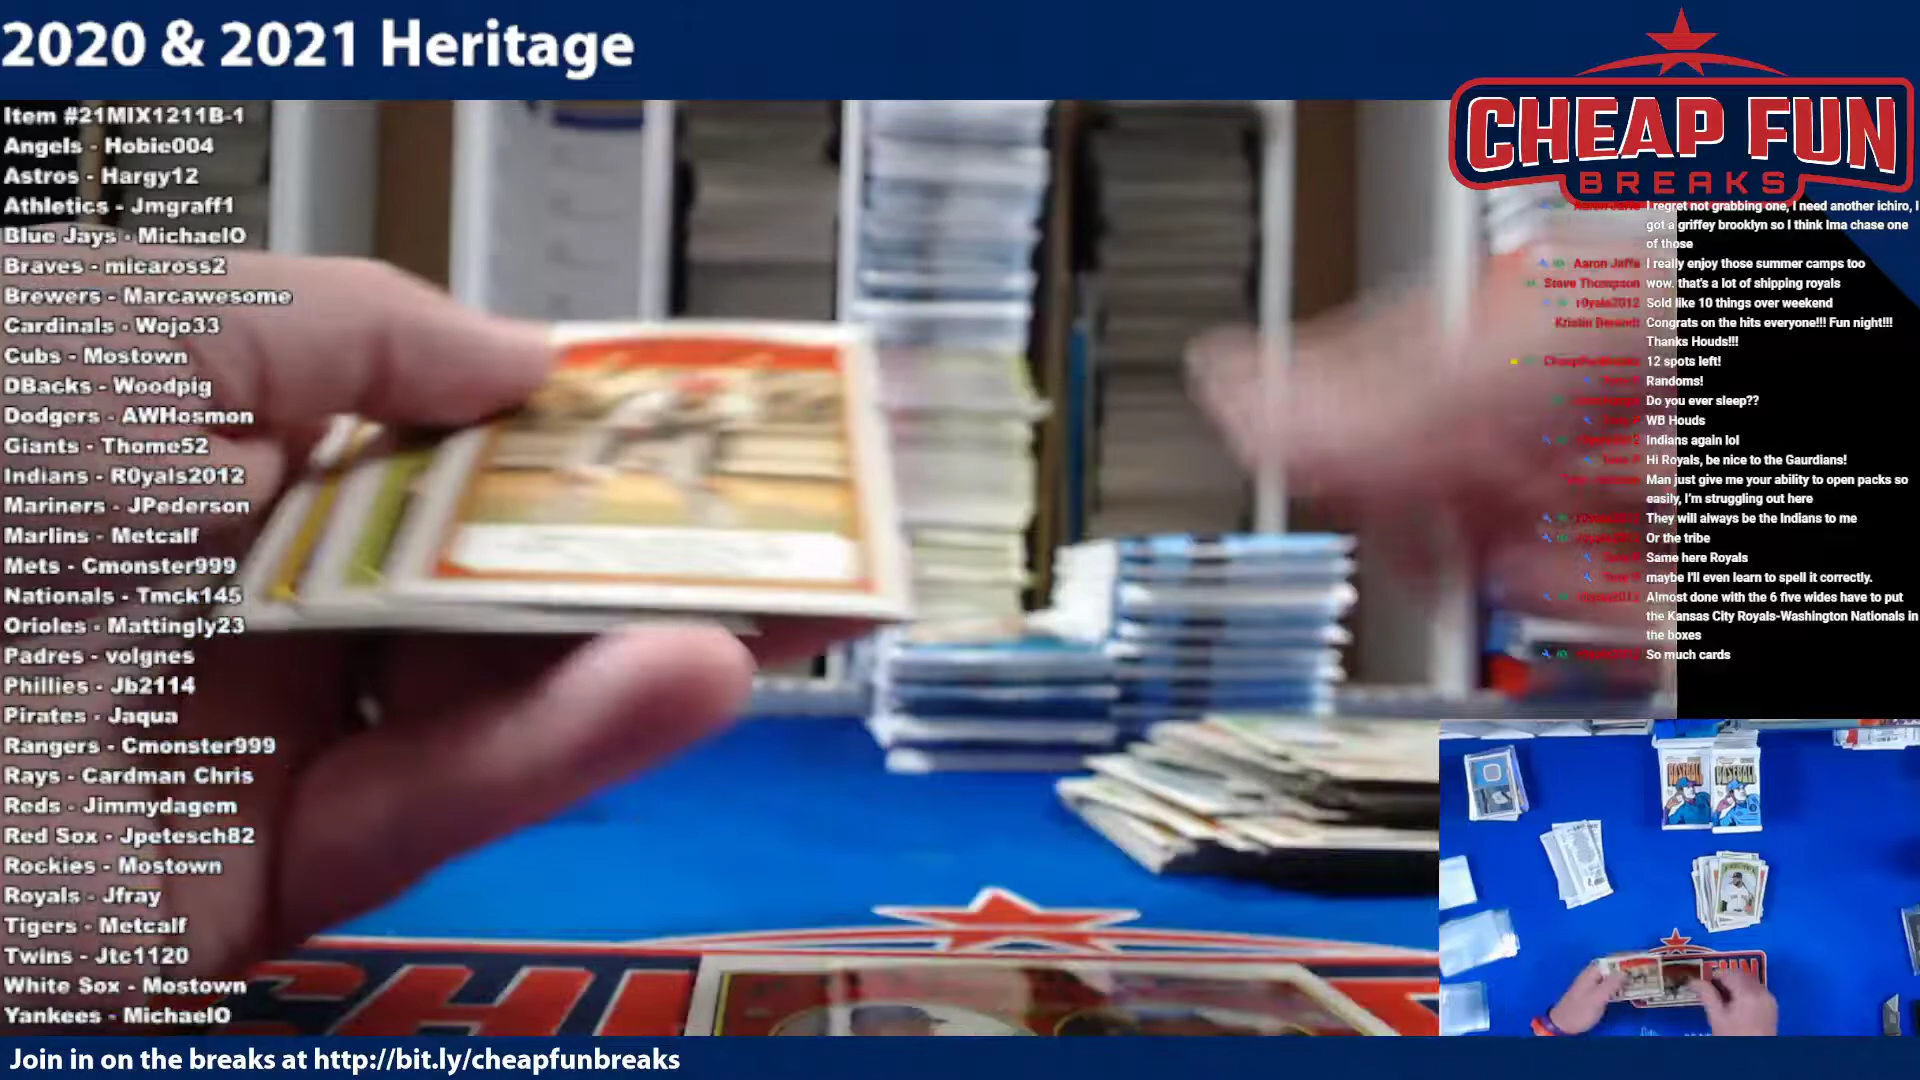 2020 & 2021 Heritage
CHEAP FUN
BREAKS
Item #21MIX1211B-1
Angels - Hobie004
Astros - Hargy12
Athletics - Jmgraff1
Blue Jays - MichaelO
Braves - micaross2
Brewers - Marcawesome
Cardinals - Wojo33
Cubs - Mostown
DBacks - Woodpig
Dodgers - AWHosmon
Giants - Thome52
Indians - R0yals2012
Mariners - JPederson
Marlins - Metcalf
Mets - Cmonster999
Nationals - Tmck145
Orioles - Mattingly23
Padres - volgnes
Phillies - Jb2114
Pirates - Jaqua
Rangers - Cmonster999
Rays - Cardman Chris
Reds - Jimmydagem
Red Sox - Jpetesch82
Rockies - Mostown
Royals - Jfray
Tigers - Metcalf
Twins - Jtc1120
White Sox - Mostown
Yankees - MichaelO
I regret not grabbing one, I need another ichiro, I
got a griffey brooklyn so I think Ima chase one
of those
Aaron Jaffe I really enjoy those summer camps too
Steve Thompson wow. that's a lot of shipping royals
r0yals2012 Sold like 10 things over weekend
Congrats on the hits everyone!!! Fun night!!!
Thanks Houds!!!
12 spots left!
Randoms!
Do you ever sleep??
WB Houds
Indians again lol
Hi Royals, be nice to the Gaurdians!
Man just give me your ability to open packs so
easily, I'm struggling out here
They will always be the Indians to me
Or the tribe
Same here Royals
maybe I'll even learn to spell it correctly.
Almost done with the 6 five wides have to put
the Kansas City Royals-Washington Nationals in
the boxes
So much cards
BASEBALL
BASEBALL
Join in on the breaks at http://bit.ly/cheapfunbreaks